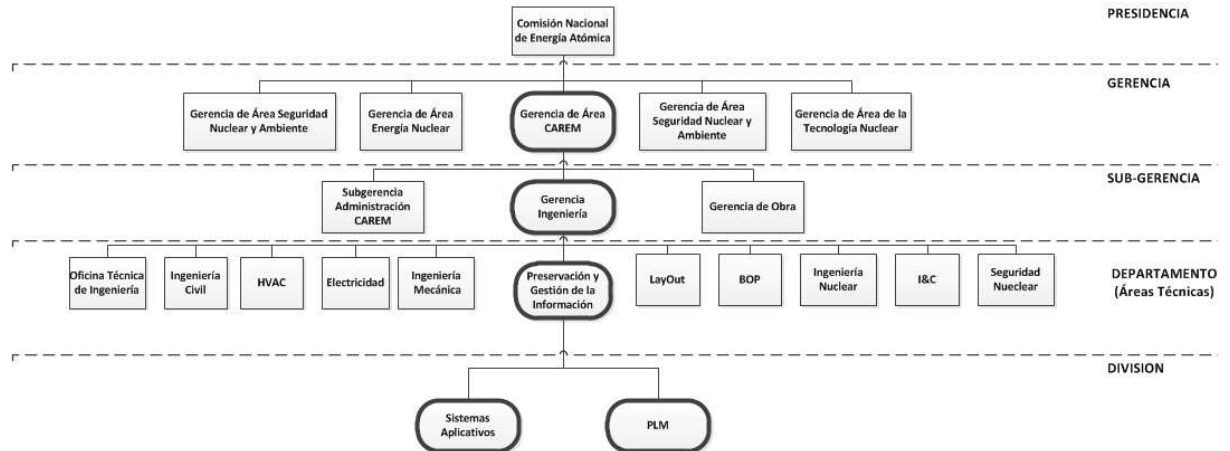 Comisión Nacional
de Energía Atómica
PRESIDENCIA
GERENCIA
Gerencia de Área Seguridad
Nuclear y Ambiente
Gerencia de Área
Energía Nuclear
Gerencia de Área
CAREM
Gerencia de Área
Seguridad Nuclear y
Ambiente
Gerencia de Área de la
Tecnología Nuclear
SUB-GERENCIA
Subgerencia
Administración
CAREM
Gerencia
Ingeniería
Gerencia de Obra
Oficina Técnica
de Ingeniería
Ingeniería
Civil
HVAC
Electricidad
Ingeniería
Mecánica
Preservación y
Gestión de la
Información
LayOut
BOP
Ingeniería
Nuclear
I&C
Seguridad
Nueclear
DEPARTAMENTO
(Áreas Técnicas)
DIVISION
Sistemas
Aplicativos
PLM